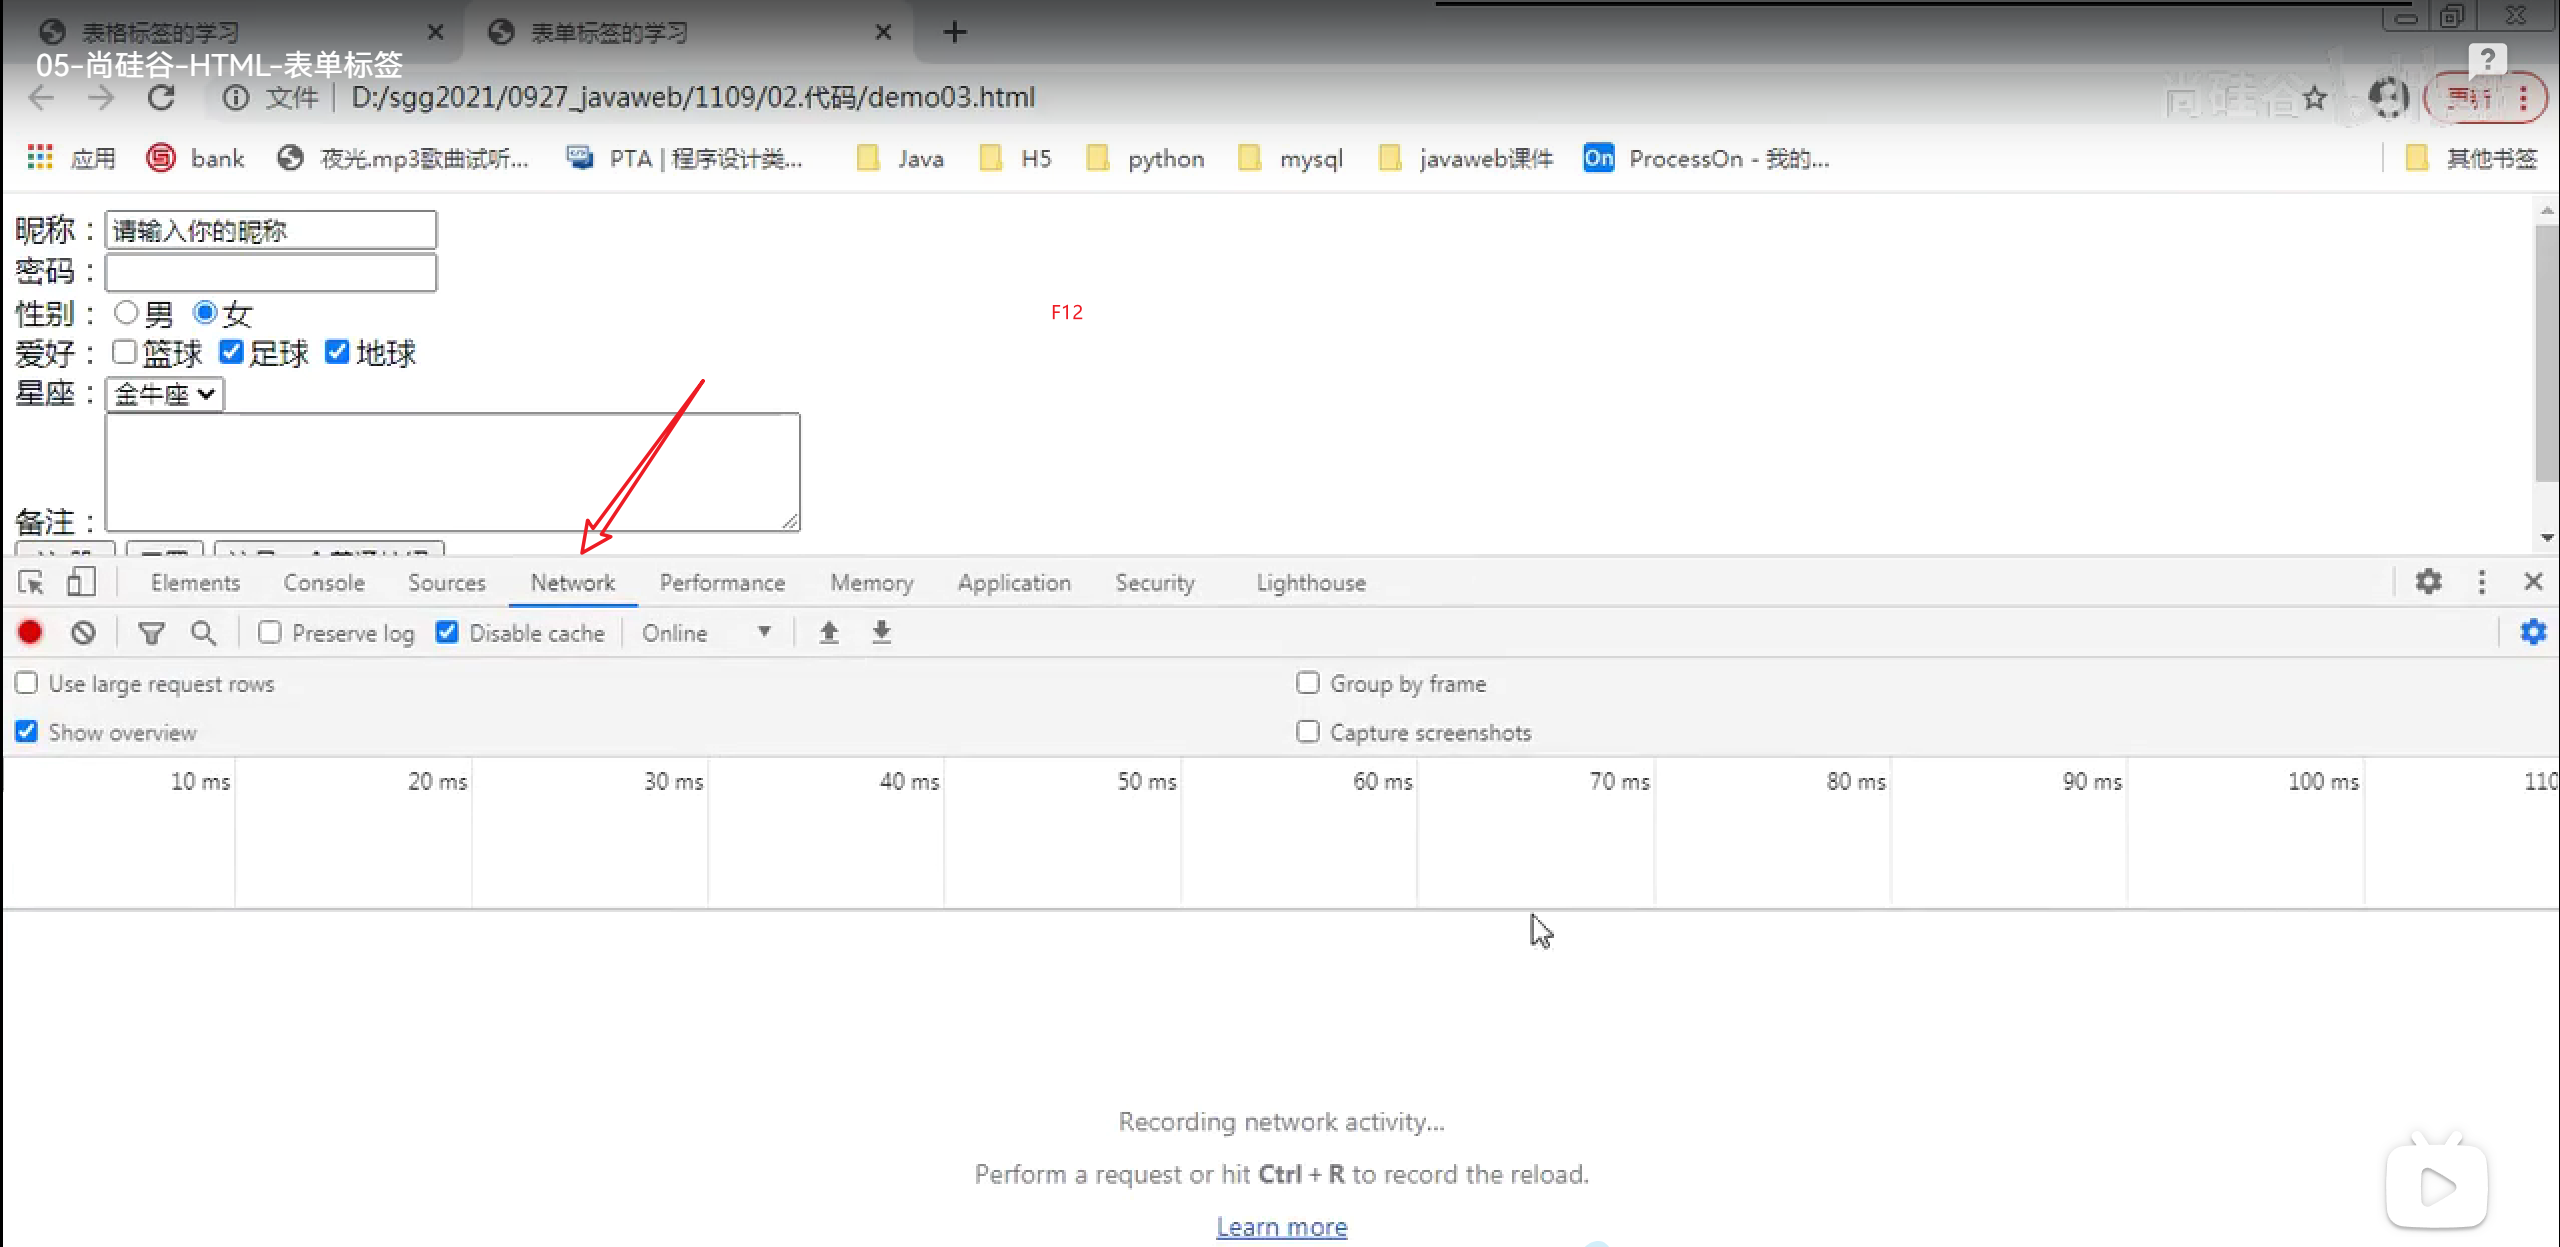 表格标签的学习
表单标签的学习
05-尚硅谷-HTML-表单标签
文件 D:/sgg2021/0927_javaweb/1109/02.代码/demo03.html
尚硅谷
更新
应用 bank 夜光.mp3歌曲试听... PTA | 程序设计类... Java H5 python mysql javaweb课件 On ProcessOn - 我的... 其他书签
昵称：请输入你的昵称
密码：
性别：男 女
F12
爱好：篮球 足球 地球
星座：金牛座
备注：
Elements Console Sources Network Performance Memory Application Security Lighthouse
Preserve log Disable cache Online
Use large request rows Group by frame
Show overview Capture screenshots
10 ms 20 ms 30 ms 40 ms 50 ms 60 ms 70 ms 80 ms 90 ms 100 ms 110
Recording network activity...
Perform a request or hit Ctrl + R to record the reload.
Learn more